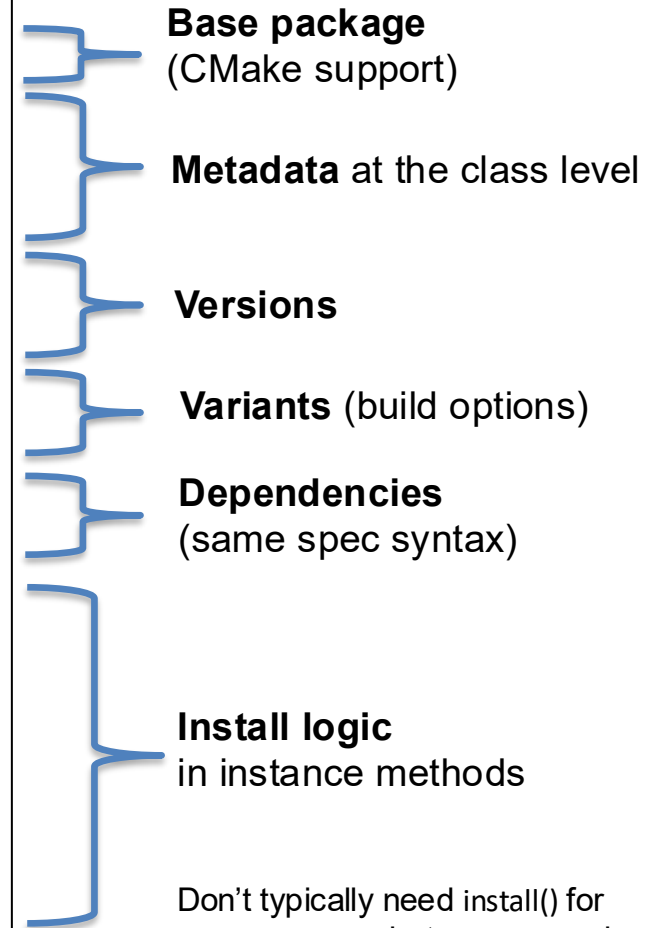 Base package
(CMake support)
Metadata at the class level
Versions
Variants (build options)
Dependencies
(same spec syntax)
Install logic
in instance methods
Don’t typically need install() for